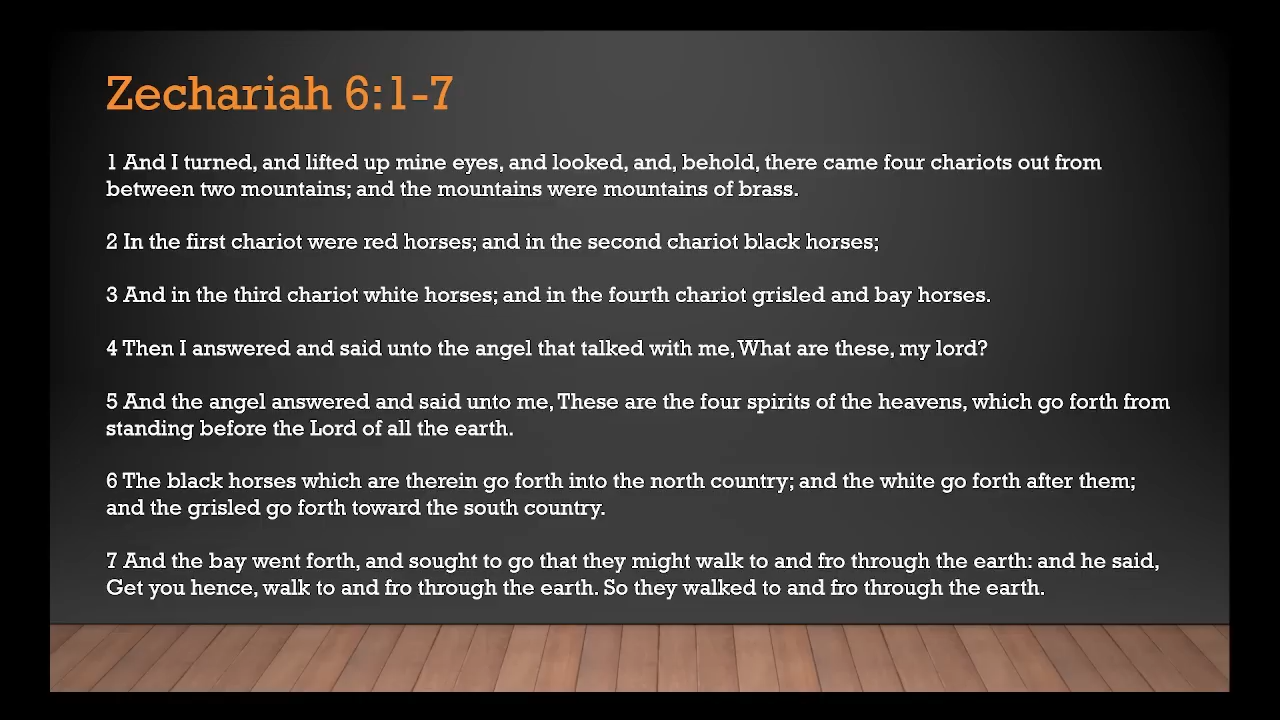 Zechariah 6:1-7
1 And I turned, and lifted up mine eyes, and looked, and, behold, there came four chariots out from
between two mountains; and the mountains were mountains of brass.
2 In the first chariot were red horses; and in the second chariot black horses;
3 And in the third chariot white horses; and in the fourth chariot grisled and bay horses.
4 Then I answered and said unto the angel that talked with me, What are these, my lord?
5 And the angel answered and said unto me, These are the four spirits of the heavens, which go forth from
standing before the Lord of all the earth.
6 The black horses which are therein go forth into the north country; and the white go forth after them;
and the grisled go forth toward the south country.
7 And the bay went forth, and sought to go that they might walk to and fro through the earth: and he said,
Get you hence, walk to and fro through the earth. So they walked to and fro through the earth.